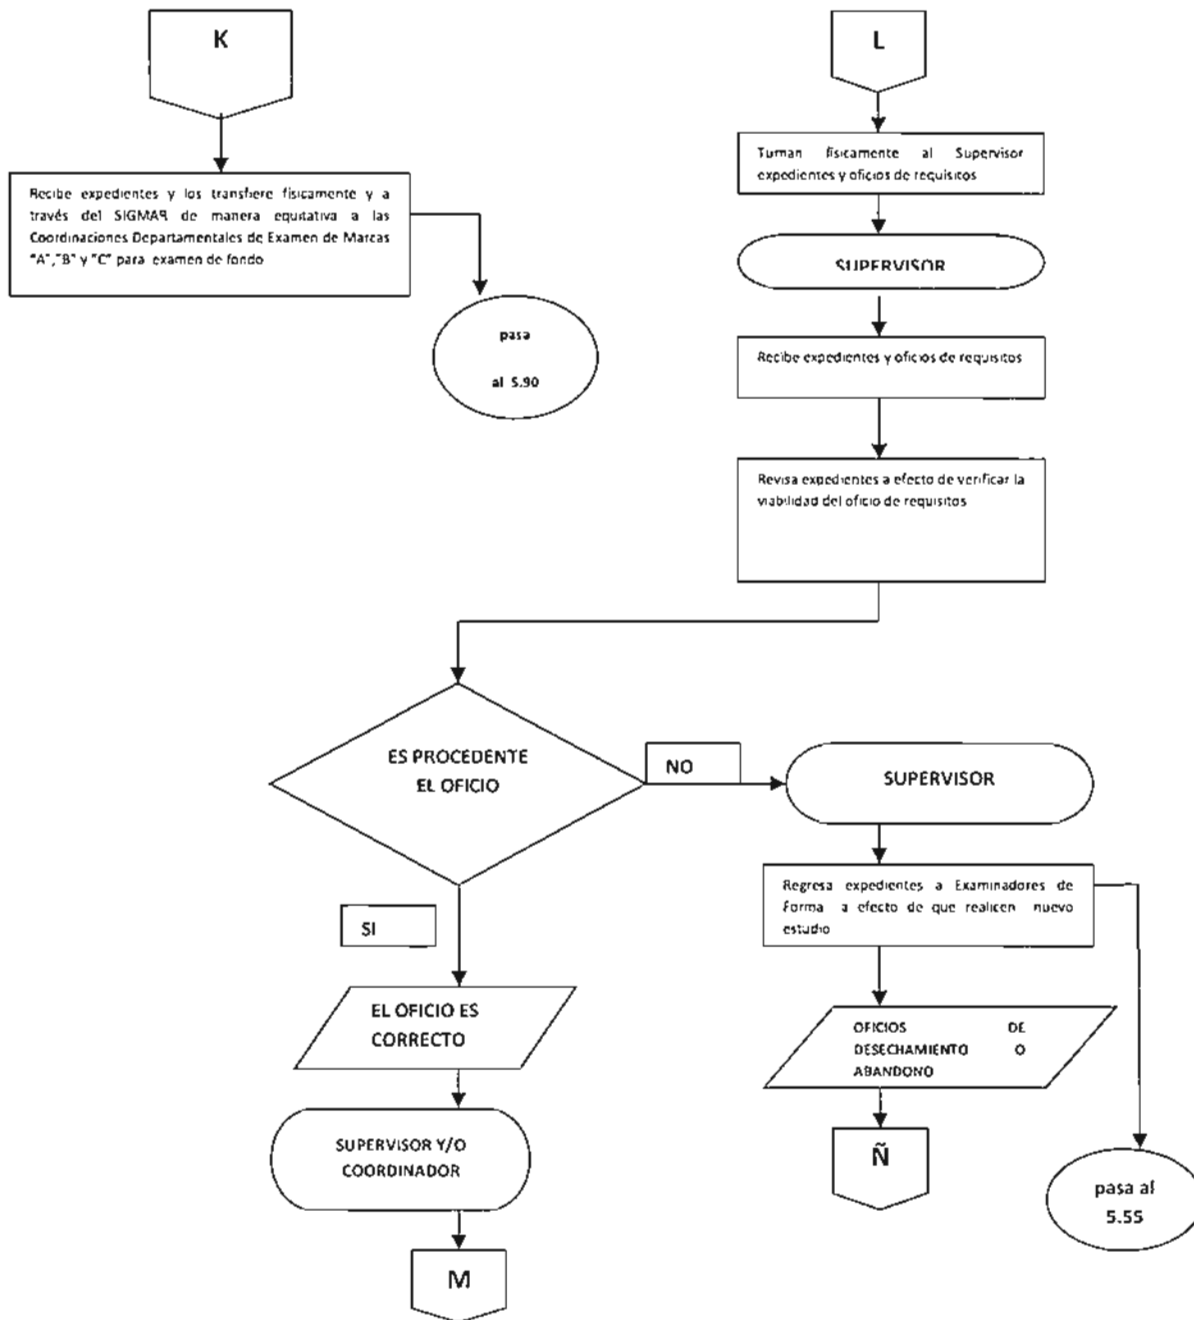 K
Recibe expedientes y los transfiere físicamente y a
través del SIGMAR de manera equitativa a las
Coordinaciones Departamentales de Examen de Marcas
"A","B" y "C" para examen de fondo
pasa
al 5.90
L
Turnan físicamente al Supervisor
expedientes y oficios de requisitos
SUPERVISOR
Recibe expedientes y oficios de requisitos
Revisa expedientes a efecto de verificar la
viabilidad del oficio de requisitos
ES PROCEDENTE
EL OFICIO
NO
SUPERVISOR
Regresa expedientes a Examinadores de
Forma a efecto de que realicen nuevo
estudio
SI
EL OFICIO ES
CORRECTO
OFICIOS DE
DESECHAMIENTO O
ABANDONO
SUPERVISOR Y/O
COORDINADOR
Ñ
pasa al
5.55
M